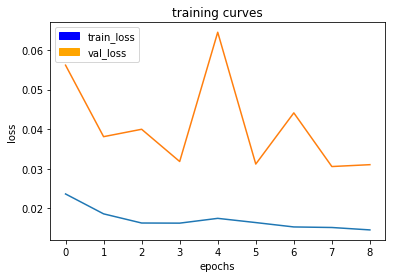 training curves
train_loss
val_loss
loss
0.06
0.05
0.04
0.03
0.02
0 1 2 3 4 5 6 7 8
epochs